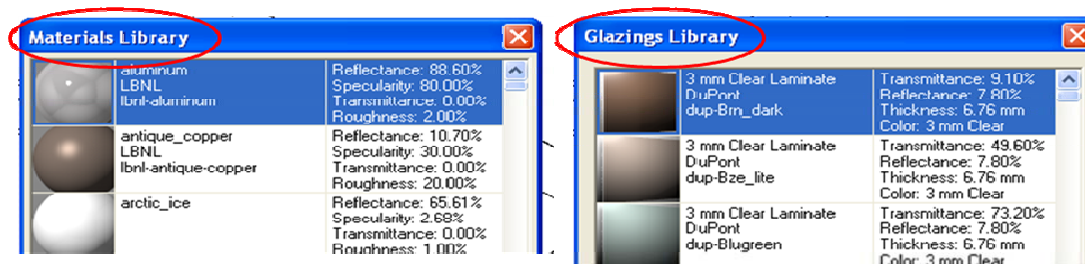 Materials Library
aluminum
LBNL
lbnl-aluminum
Reflectance: 88.60%
Specularity: 80.00%
Transmittance: 0.00%
Roughness: 2.00%
antique_copper
LBNL
lbnl-antique-copper
Reflectance: 10.70%
Specularity: 30.00%
Transmittance: 0.00%
Roughness: 20.00%
arctic_ice
Reflectance: 65.61%
Specularity: 2.68%
Transmittance: 0.00%
Roughness: 1.00%
Glazings Library
3 mm Clear Laminate
DuPont
dup-Brn_dark
Transmittance: 9.10%
Reflectance: 7.80%
Thickness: 6.76 mm
Color: 3 mm Clear
3 mm Clear Laminate
DuPont
dup-Bze_lite
Transmittance: 49.60%
Reflectance: 7.80%
Thickness: 6.76 mm
Color: 3 mm Clear
3 mm Clear Laminate
DuPont
dup-Blugreen
Transmittance: 73.20%
Reflectance: 7.80%
Thickness: 6.76 mm
Color: 3 mm Clear